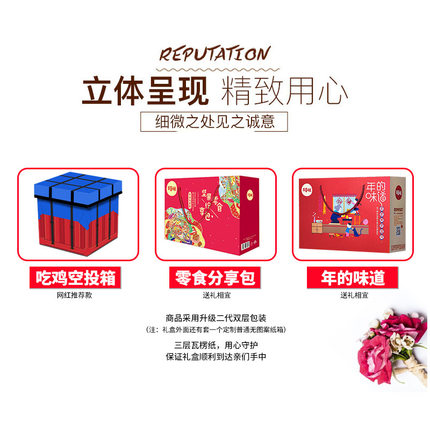 REPUTATION
立体呈现 精致用心
细微之处见之诚意
年的味道
吃鸡空投箱
零食分享包
年的味道
网红推荐款
送礼相宜
送礼相宜
商品采用升级二代双层包装
(注：礼盒外面还有套一个定制普通无图案纸箱)
三层瓦楞纸，用心守护
保证礼盒顺利到达亲们手中